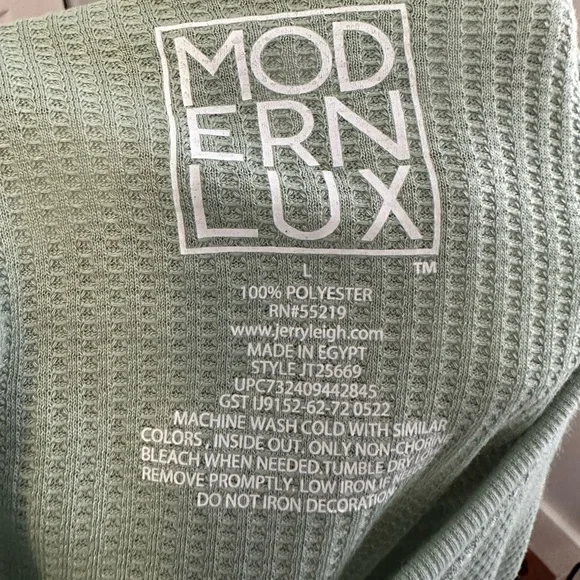 MOD
ERN
LUX
TM
L
100% POLYESTER
RN#55219
www.jerryleigh.com
MADE IN EGYPT
STYLE JT25669
UPC732409442845
GST IJ9152-62-72 0522
MACHINE WASH COLD WITH SIMILAR
COLORS , INSIDE OUT. ONLY NON-CHORINE
BLEACH WHEN NEEDED.TUMBLE DRY
REMOVE PROMPTLY. LOW IRON IF
DO NOT IRON DECORATION